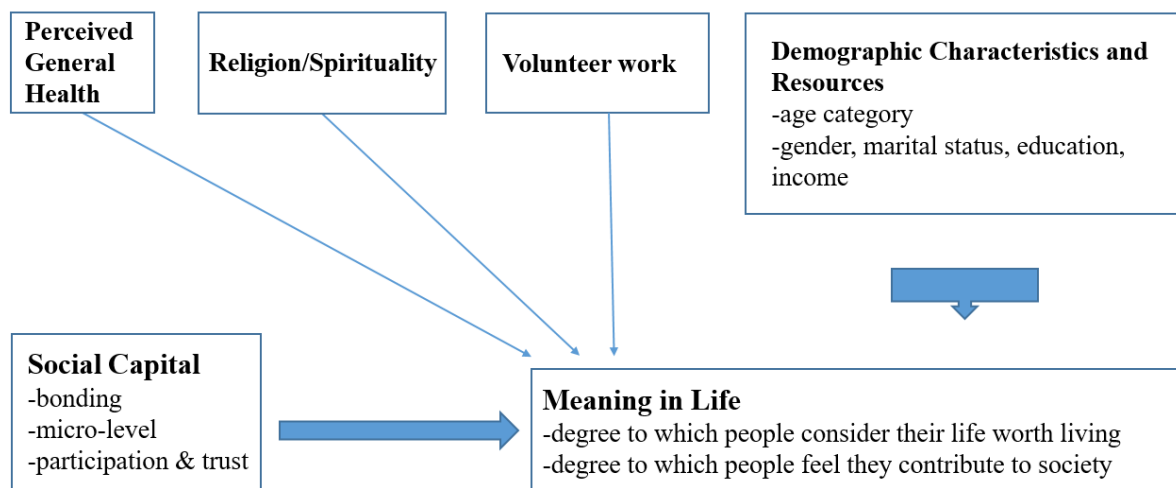 Perceived
General
Health
Religion/Spirituality
Volunteer work
Demographic Characteristics and
Resources
-age category
-gender, marital status, education,
income
Social Capital
-bonding
-micro-level
-participation & trust
Meaning in Life
-degree to which people consider their life worth living
-degree to which people feel they contribute to society